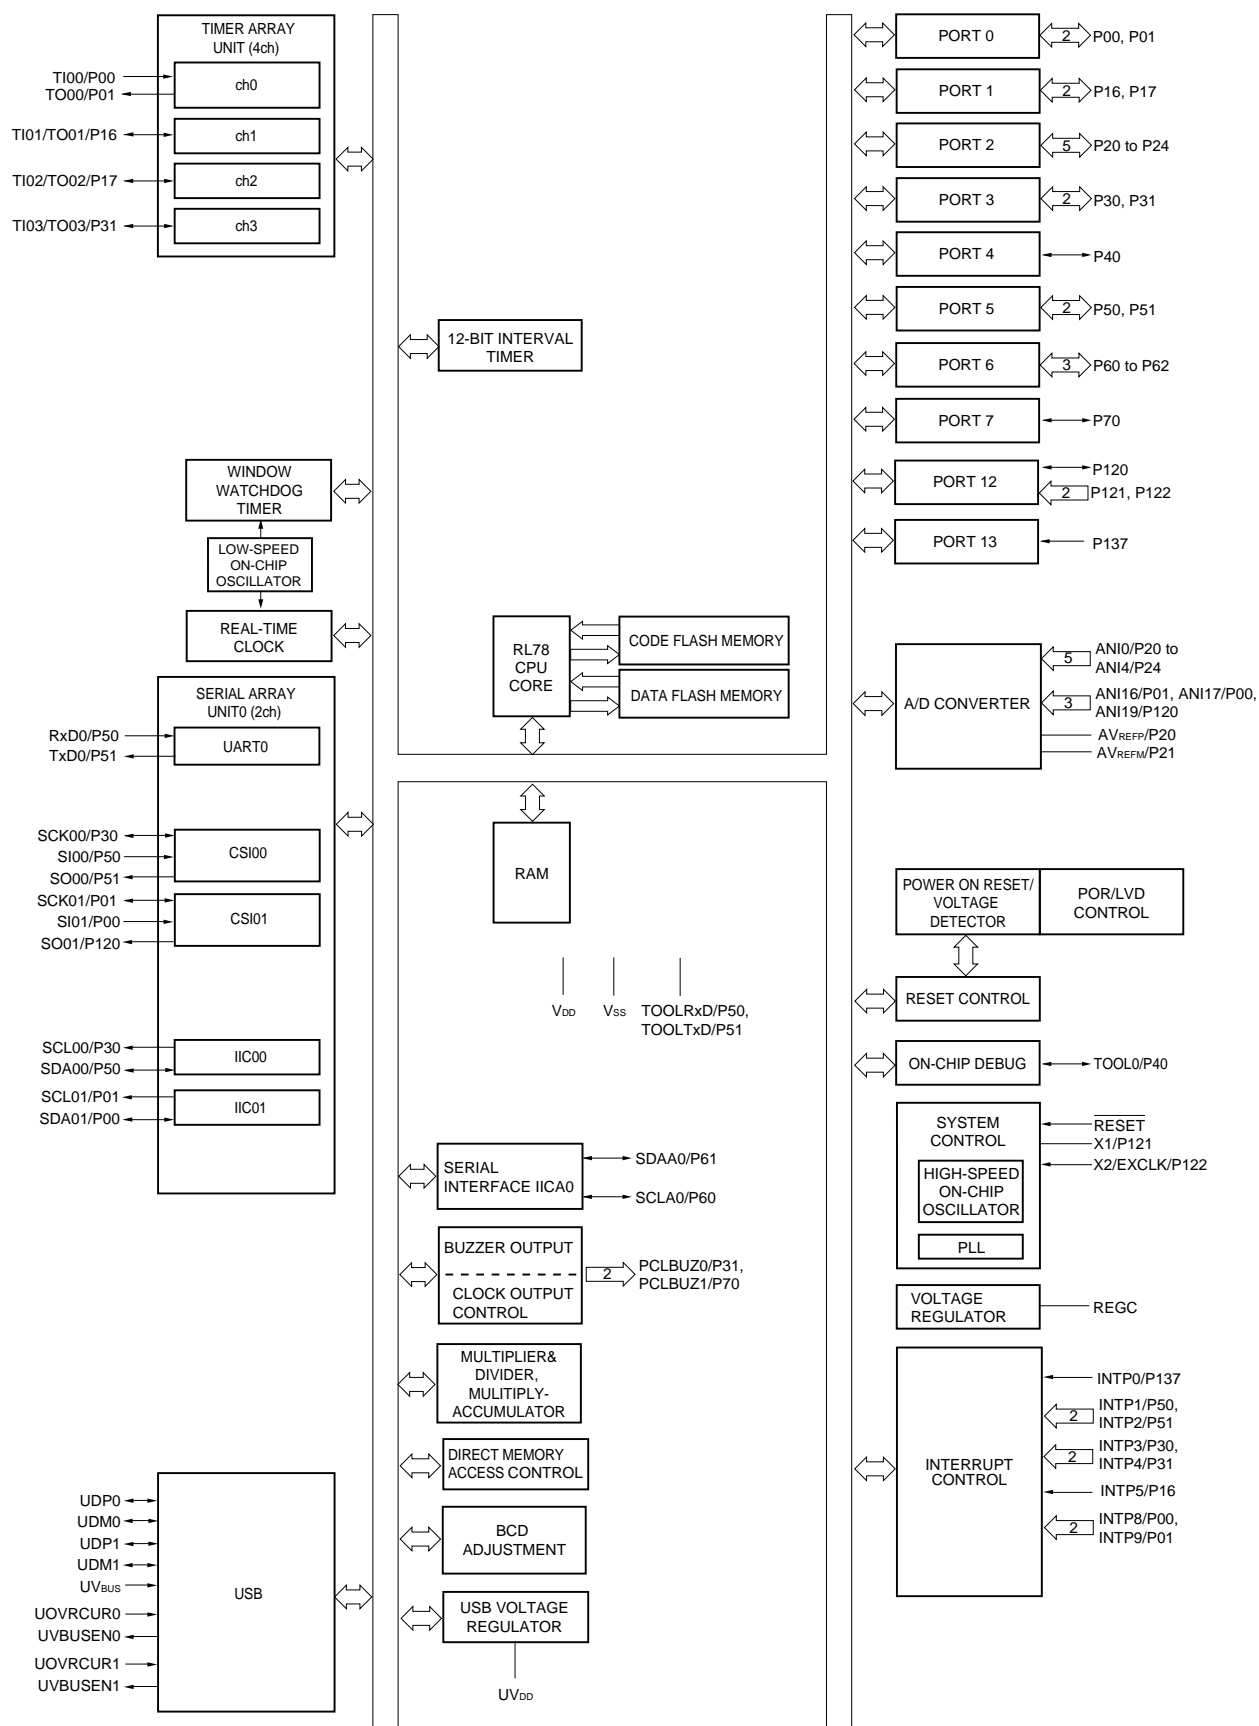 TIMER ARRAY
UNIT (4ch)
TI00/P00
TO00/P01
ch0
TI01/TO01/P16
ch1
TI02/TO02/P17
ch2
TI03/TO03/P31
ch3
12-BIT INTERVAL
TIMER
WINDOW
WATCHDOG
TIMER
LOW-SPEED
ON-CHIP
OSCILLATOR
REAL-TIME
CLOCK
SERIAL ARRAY
UNIT0 (2ch)
RxD0/P50
TxD0/P51
UART0
SCK00/P30
SI00/P50
SO00/P51
CSI00
SCK01/P01
SI01/P00
SO01/P120
CSI01
SCL00/P30
SDA00/P50
IIC00
SCL01/P01
SDA01/P00
IIC01
UDP0
UDM0
UDP1
UDM1
UVBUS
UOVRCUR0
UVBUSEN0
UOVRCUR1
UVBUSEN1
USB
RL78
CPU
CORE
CODE FLASH MEMORY
DATA FLASH MEMORY
RAM
VDD
VSS
TOOLRxD/P50,
TOOLTxD/P51
SERIAL
INTERFACE IICA0
SDAA0/P61
SCLA0/P60
BUZZER OUTPUT
CLOCK OUTPUT
CONTROL
2
PCLBUZ0/P31,
PCLBUZ1/P70
MULTIPLIER&
DIVIDER,
MULITIPLY-
ACCUMULATOR
DIRECT MEMORY
ACCESS CONTROL
BCD
ADJUSTMENT
USB VOLTAGE
REGULATOR
UVDD
PORT 0
2
P00, P01
PORT 1
2
P16, P17
PORT 2
5
P20 to P24
PORT 3
2
P30, P31
PORT 4
P40
PORT 5
2
P50, P51
PORT 6
3
P60 to P62
PORT 7
P70
PORT 12
P120
2
P121, P122
PORT 13
P137
A/D CONVERTER
5
ANI0/P20 to
ANI4/P24
3
ANI16/P01, ANI17/P00,
ANI19/P120
AVREFP/P20
AVREFM/P21
POWER ON RESET/
VOLTAGE
DETECTOR
POR/LVD
CONTROL
RESET CONTROL
ON-CHIP DEBUG
TOOL0/P40
SYSTEM
CONTROL
HIGH-SPEED
ON-CHIP
OSCILLATOR
PLL
RESET
X1/P121
X2/EXCLK/P122
VOLTAGE
REGULATOR
REGC
INTERRUPT
CONTROL
INTP0/P137
2
INTP1/P50,
INTP2/P51
2
INTP3/P30,
INTP4/P31
INTP5/P16
2
INTP8/P00,
INTP9/P01